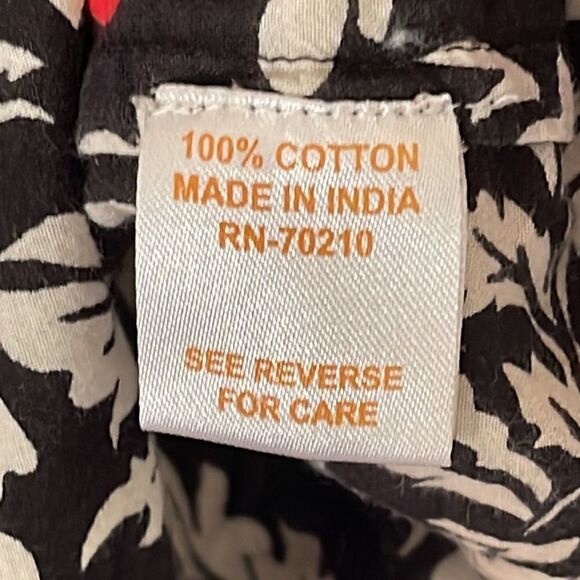 100% COTTON
MADE IN INDIA
RN-70210
SEE REVERSE
FOR CARE